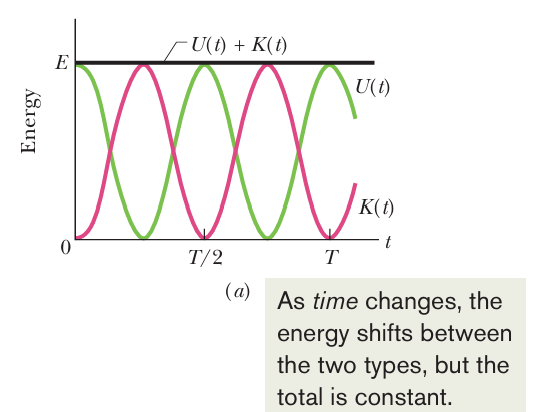 U(t) + K(t)
E
U(t)
Energy
K(t)
0
T/2
T
t
(a)
As time changes, the
energy shifts between
the two types, but the
total is constant.